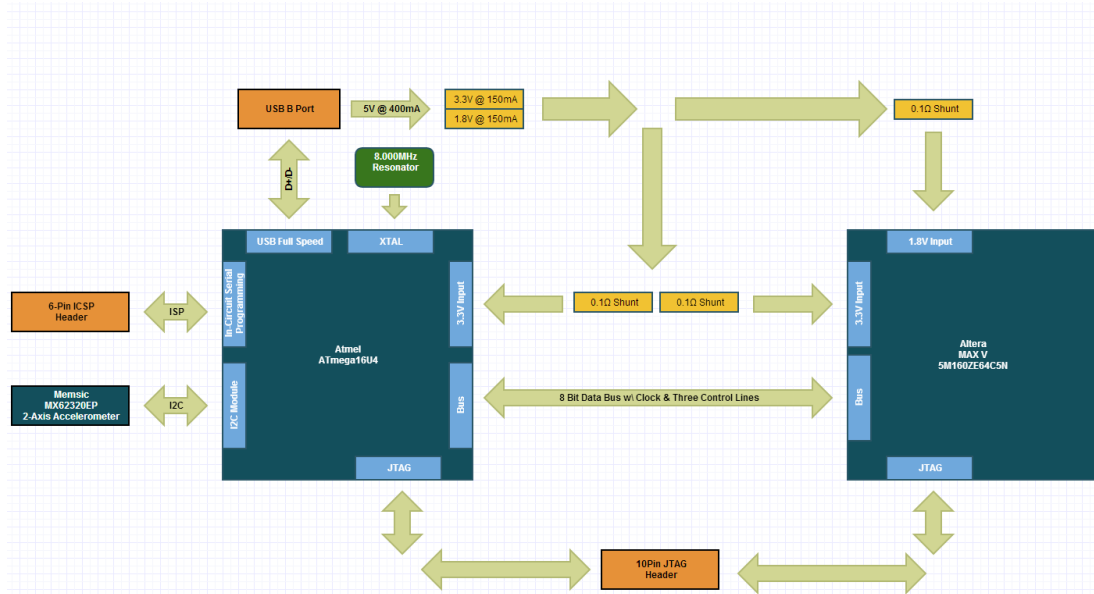 USB B Port
5V @ 400mA
3.3V @ 150mA
1.8V @ 150mA
0.1Ω Shunt
8.000MHz
Resonator
D+/D-
USB Full Speed
XTAL
1.8V Input
6-Pin ICSP
Header
ISP
In-Circuit Serial
Programming
3.3V Input
0.1Ω Shunt
0.1Ω Shunt
3.3V Input
Atmel
ATmega16U4
Altera
MAX V
5M160ZE64C5N
Memsic
MX62320EP
2-Axis Accelerometer
I2C
I2C Module
Bus
8 Bit Data Bus w\ Clock & Three Control Lines
Bus
JTAG
JTAG
10Pin JTAG
Header